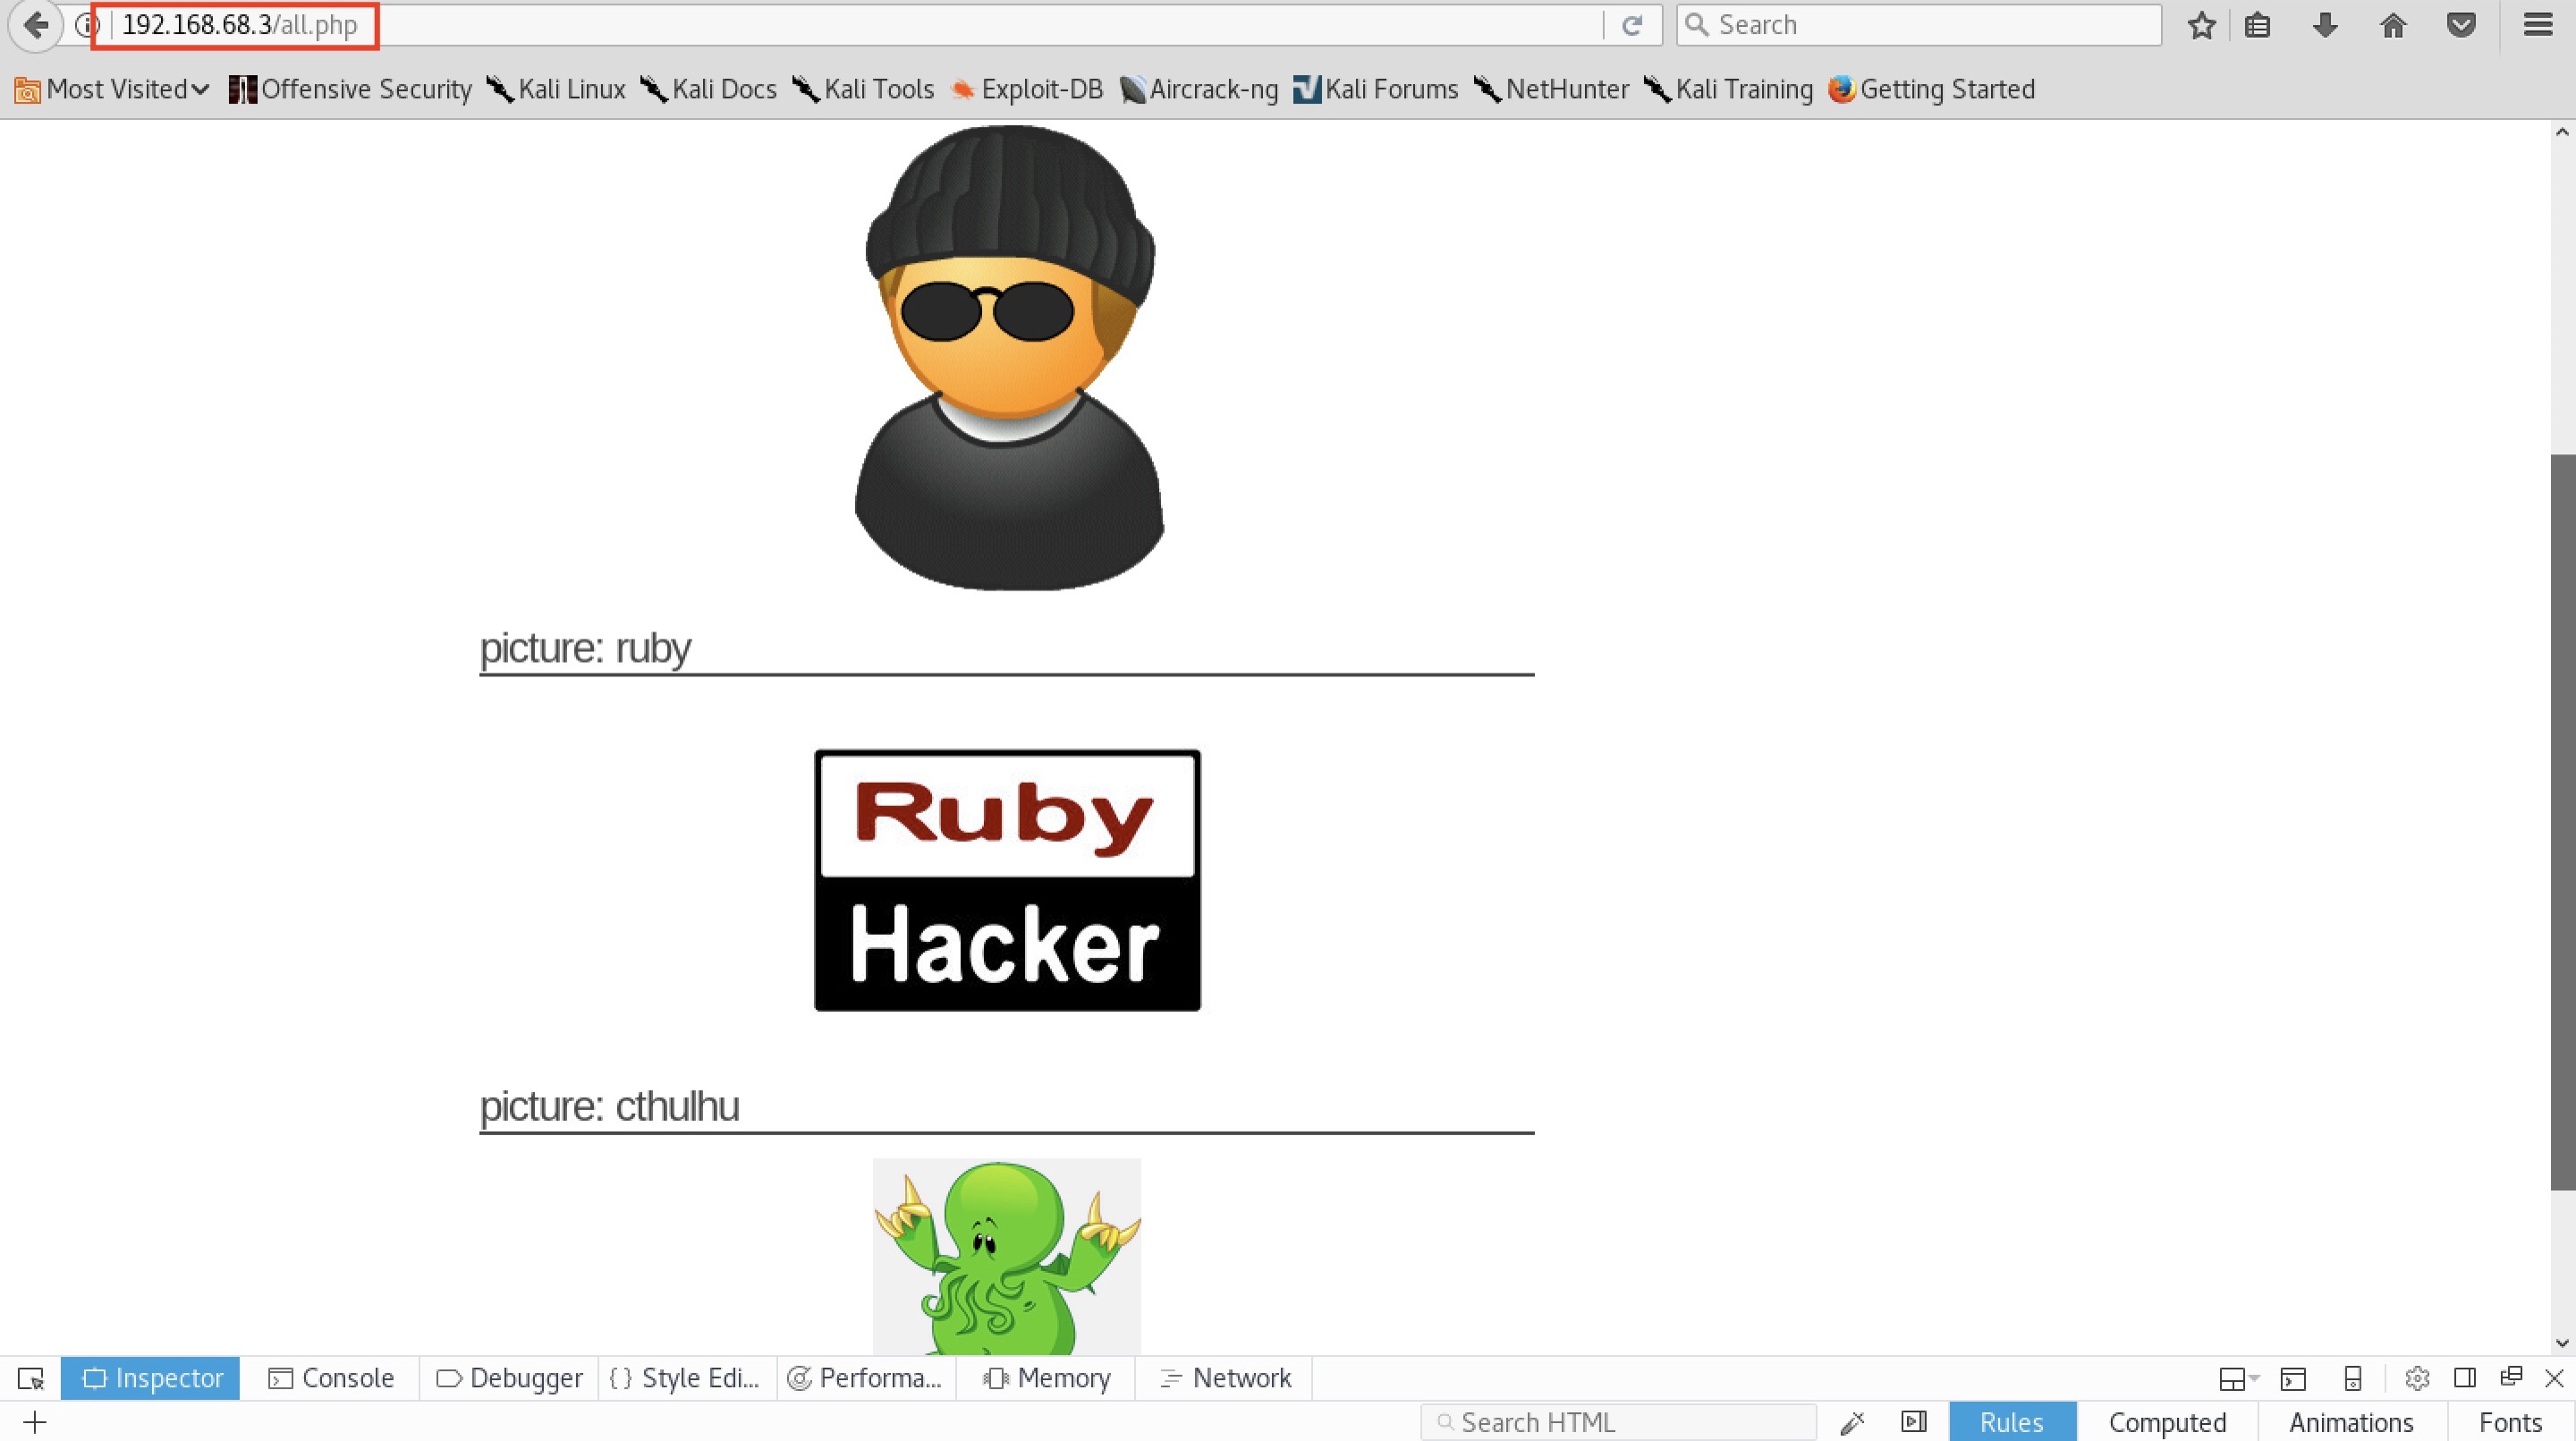 192.168.68.3/all.php
Search
Most Visited Offensive Security Kali Linux Kali Docs Kali Tools Exploit-DB Aircrack-ng Kali Forums NetHunter Kali Training Getting Started
picture: ruby
Ruby
Hacker
picture: cthulhu
Inspector Console Debugger { } Style Edi... Performa... Memory Network
+ Search HTML Rules Computed Animations Fonts